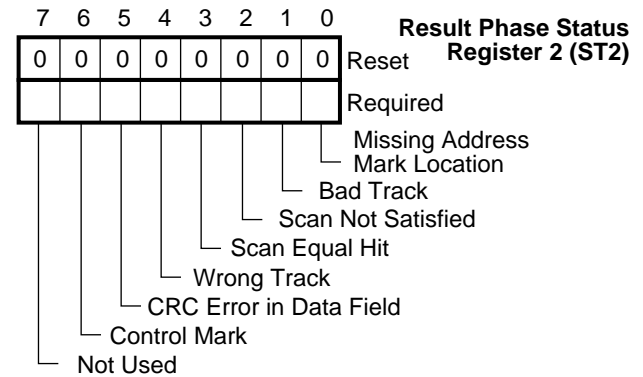 7 6 5 4 3 2 1 0
Result Phase Status
Register 2 (ST2)
0 0 0 0 0 0 0 0 Reset
Required
Missing Address
Mark Location
Bad Track
Scan Not Satisfied
Scan Equal Hit
Wrong Track
CRC Error in Data Field
Control Mark
Not Used